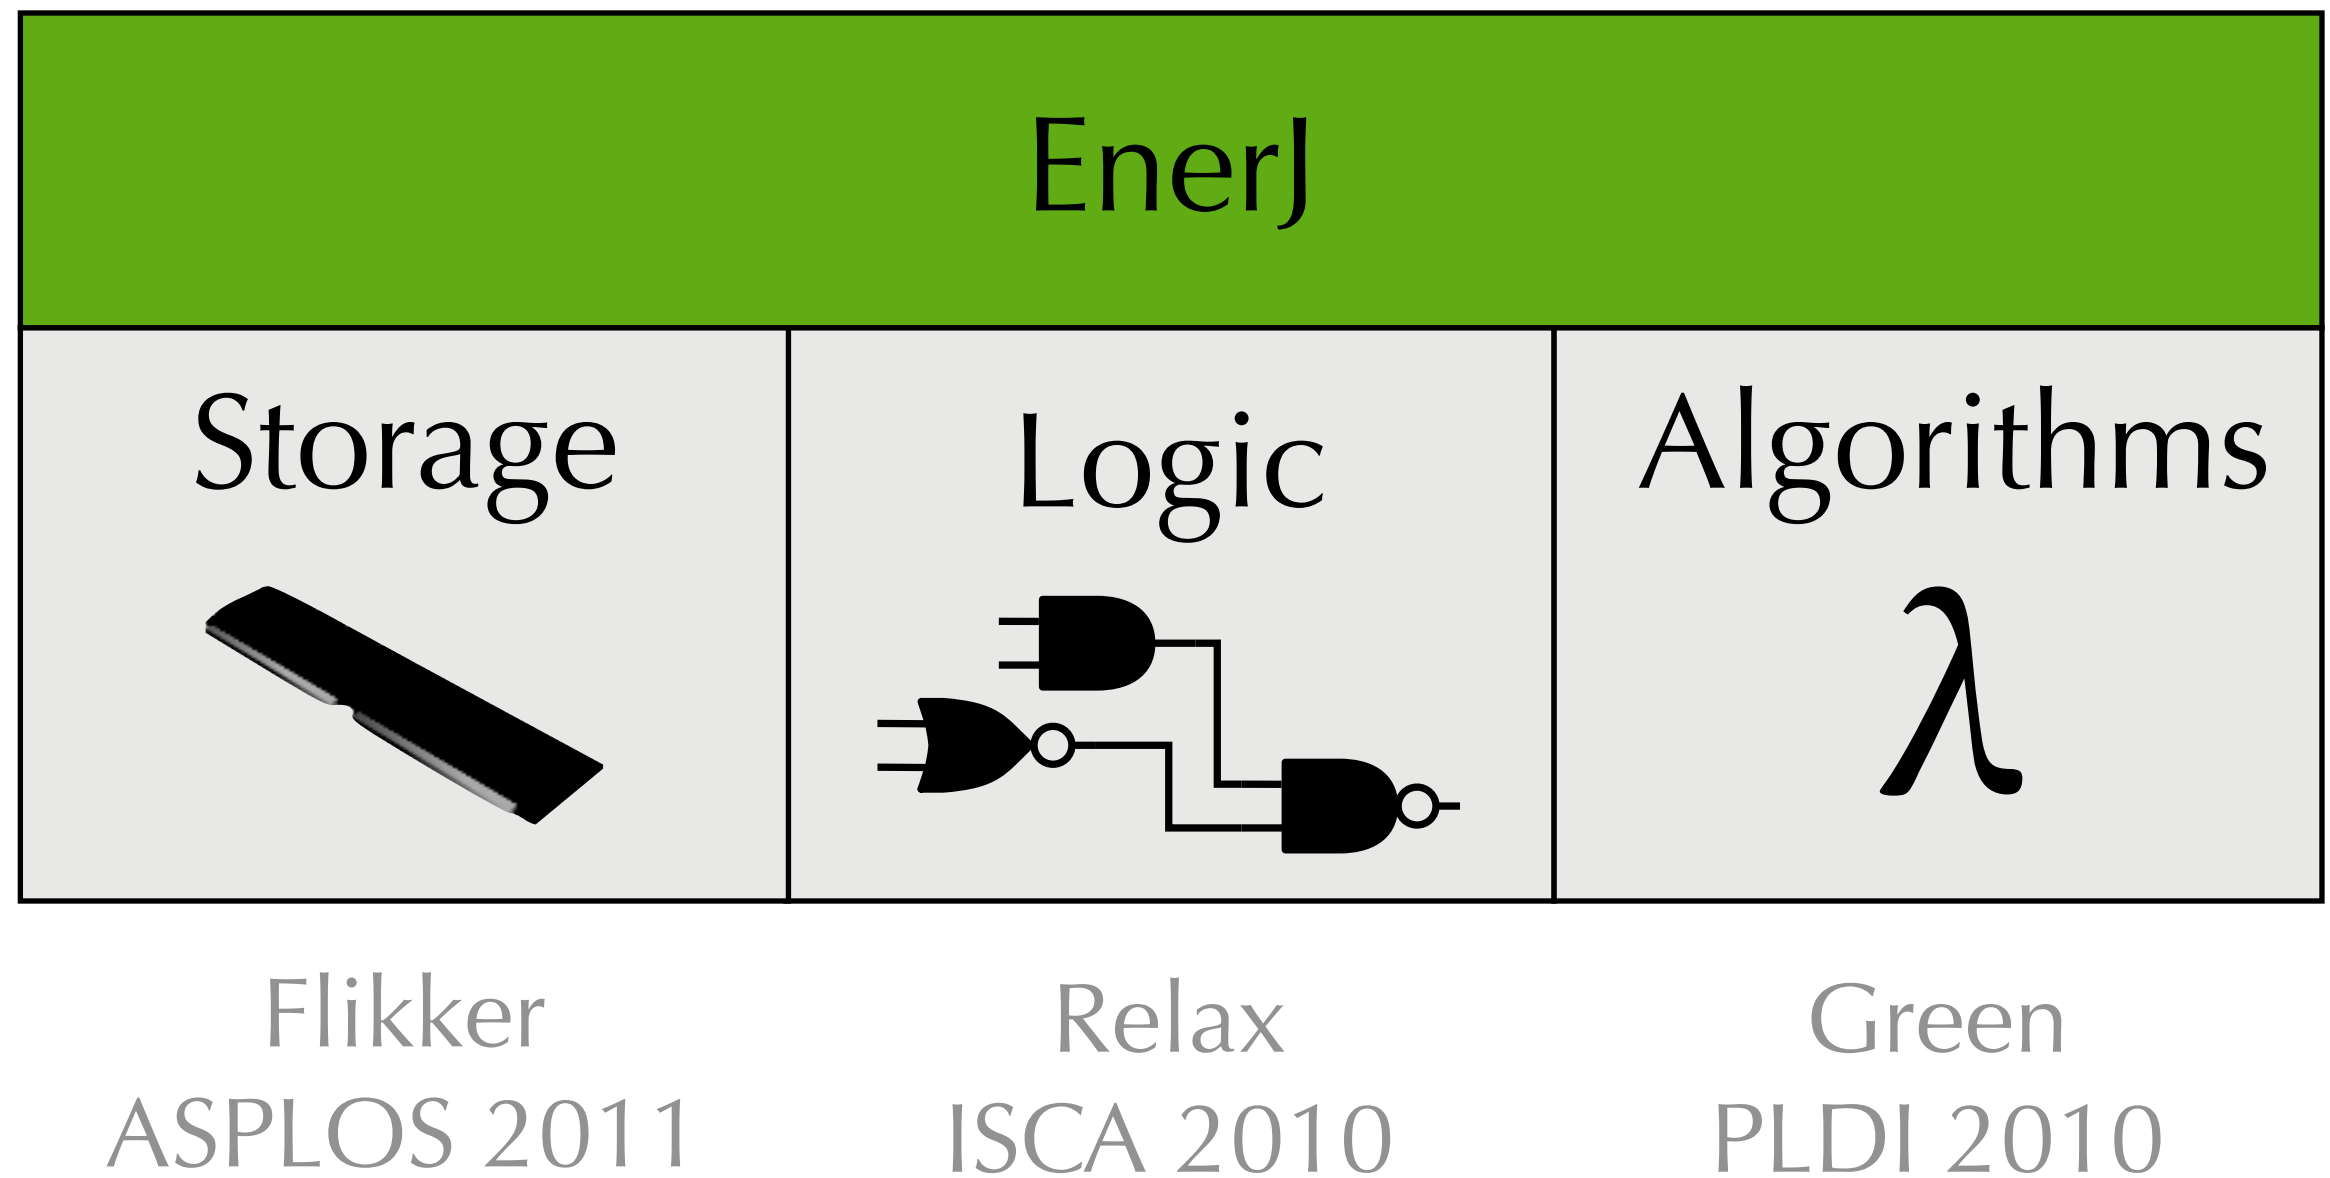 EnerJ
Storage
Logic
Algorithms
λ
Flikker
ASPLOS 2011
Relax
ISCA 2010
Green
PLDI 2010